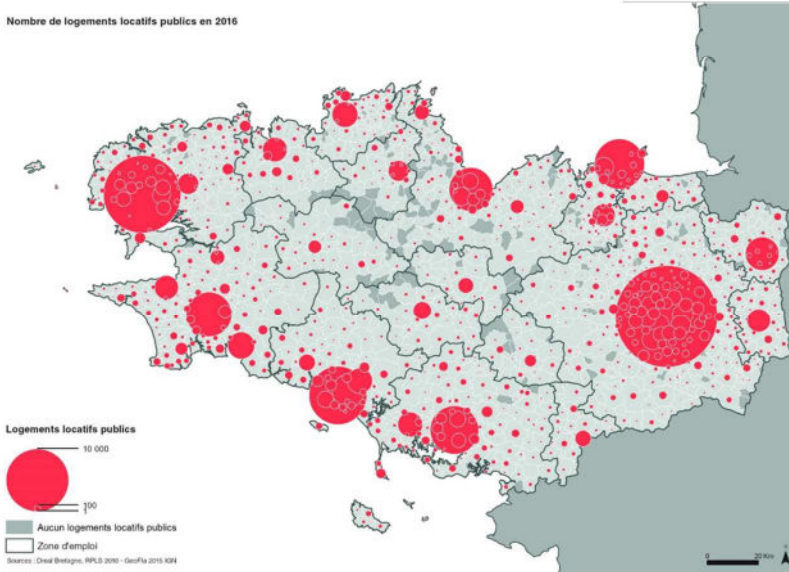 Nombre de logements locatifs publics en 2016
Logements locatifs publics
10 000
100
1
Aucun logements locatifs publics
Zone d'emploi
Sources : Dreal Bretagne, RPLS 2016 - GeoFla 2015 IGN
0 20 Km